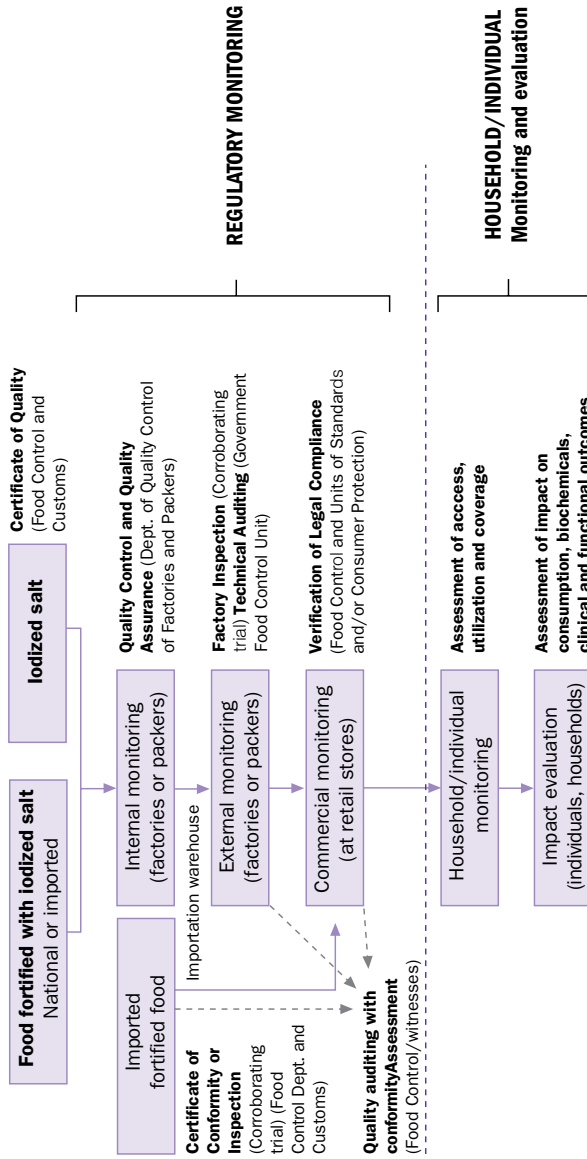 Food fortified with iodized salt
National or imported
Iodized salt
Certificate of Quality
(Food Control and
Customs)
Imported
fortified food
Internal monitoring
(factories or packers)
Quality Control and Quality
Assurance (Dept. of Quality Control
of Factories and Packers)
Importation warehouse
Certificate of
Conformity or
Inspection
(Corroborating
trial) (Food
Control Dept. and
Customs)
External monitoring
(factories or packers)
Factory Inspection (Corroborating
trial) Technical Auditing (Government
Food Control Unit)
REGULATORY MONITORING
Commercial monitoring
(at retail stores)
Verification of Legal Compliance
(Food Control and Units of Standards
and/or Consumer Protection)
Quality auditing with
conformityAssessment
(Food Control/witnesses)
Household/individual
monitoring
Assessment of acccess,
utilization and coverage
HOUSEHOLD/INDIVIDUAL
Monitoring and evaluation
Impact evaluation
(individuals, households)
Assessment of impact on
consumption, biochemicals,
clinical and functional outcomes